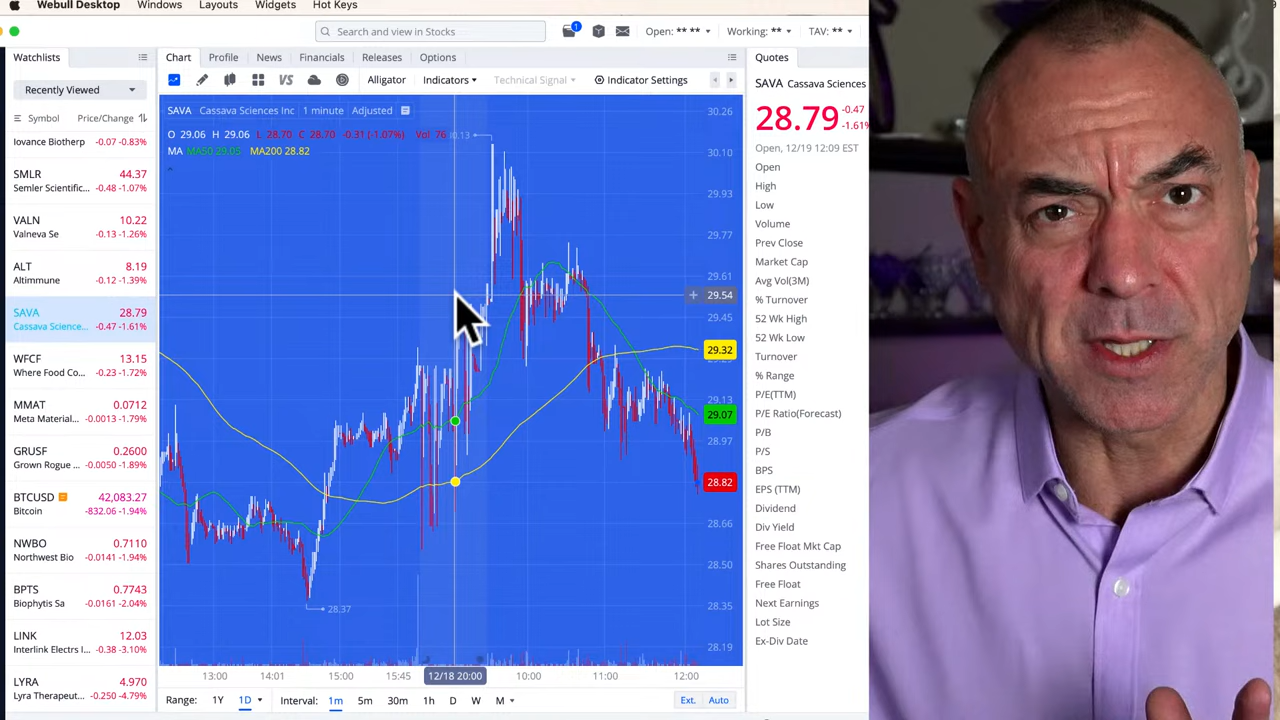 Webull Desktop Windows Layouts Widgets Hot Keys
Search and view in Stocks 1 Open: ** ** Working: ** TAV: **
Watchlists
Recently Viewed
Symbol Price/Change
Iovance Biotherp -0.07 -0.83%
SMLR 44.37
Semler Scientific... -0.48 -1.07%
VALN 10.22
Valneva Se -0.13 -1.26%
ALT 8.19
Altimmune -0.12 -1.39%
SAVA 28.79
Cassava Science... -0.47 -1.61%
WFCF 13.15
Where Food Co... -0.23 -1.72%
MMAT 0.0712
Meta Material... -0.0013 -1.79%
GRUSF 0.2600
Grown Rogue ... -0.0050 -1.89%
BTCUSD 42,083.27
Bitcoin -832.06 -1.94%
NWBO 0.7110
Northwest Bio -0.0141 -1.94%
BPTS 0.7743
Biophytis Sa -0.0161 -2.04%
LINK 12.03
Interlink Electrs I... -0.38 -3.10%
LYRA 4.970
Lyra Therapeut... -0.250 -4.79%
Chart Profile News Financials Releases Options
VS Alligator Indicators Technical Signal Indicator Settings
SAVA Cassava Sciences Inc 1 minute Adjusted
O 29.06 H 29.06 L 28.70 C 28.70 -0.31 (-1.07%) Vol 76
MA MA50 29.05 MA200 28.82
30.26
30.10
29.93
29.77
29.61
29.54
29.45
29.32
29.13
29.07
28.97
28.82
28.66
28.50
28.35
28.19
28.37
13:00 14:01 15:00 15:45 12/18 20:00 10:00 11:00 12:00
Range: 1Y 1D Interval: 1m 5m 30m 1h D W M Ext. Auto
Quotes
SAVA Cassava Sciences
28.79 -0.47
-1.61%
Open, 12/19 12:09 EST
Open
High
Low
Volume
Prev Close
Market Cap
Avg Vol(3M)
% Turnover
52 Wk High
52 Wk Low
Turnover
% Range
P/E(TTM)
P/E Ratio(Forecast)
P/B
P/S
BPS
EPS (TTM)
Dividend
Div Yield
Free Float Mkt Cap
Shares Outstanding
Free Float
Next Earnings
Lot Size
Ex-Div Date